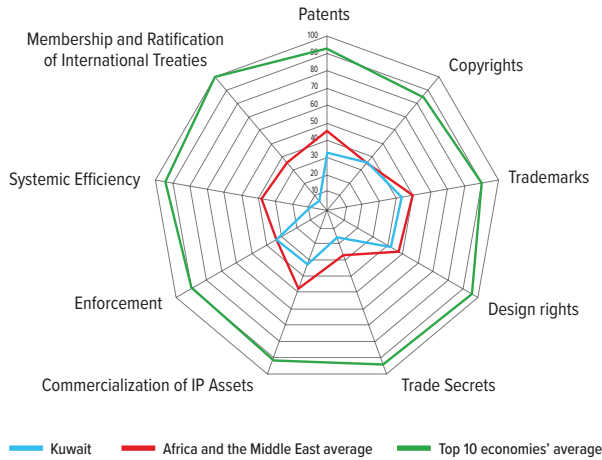 Patents
Membership and Ratification
of International Treaties
Copyrights
Systemic Efficiency
Trademarks
Enforcement
Design rights
Commercialization of IP Assets
Trade Secrets
100
90
80
70
60
50
40
30
20
10
Kuwait
Africa and the Middle East average
Top 10 economies’ average